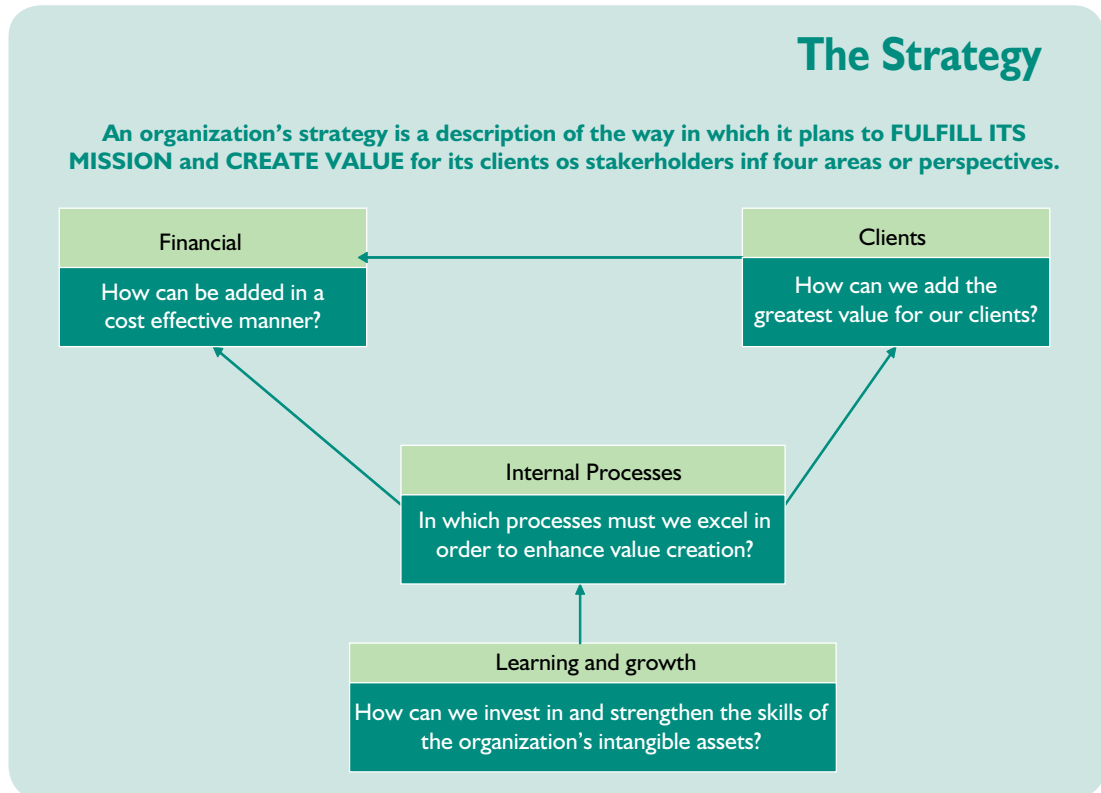 The Strategy
An organization’s strategy is a description of the way in which it plans to FULFILL ITS
MISSION and CREATE VALUE for its clients os stakerholders inf four areas or perspectives.
Financial
How can be added in a
cost effective manner?
Clients
How can we add the
greatest value for our clients?
Internal Processes
In which processes must we excel in
order to enhance value creation?
Learning and growth
How can we invest in and strengthen the skills of
the organization’s intangible assets?